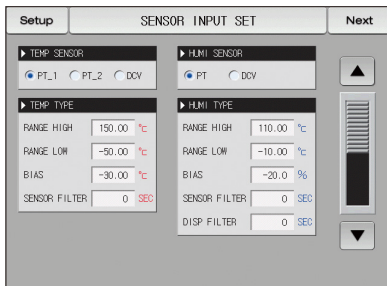 Setup SENSOR INPUT SET Next
TEMP SENSOR
PT_1 PT_2 DCV
TEMP TYPE
RANGE HIGH 150.00 ℃
RANGE LOW -50.00 ℃
BIAS -30.00 ℃
SENSOR FILTER 0 SEC
HUMI SENSOR
PT DCV
HUMI TYPE
RANGE HIGH 110.00 ℃
RANGE LOW -10.00 ℃
BIAS -20.0 %
SENSOR FILTER 0 SEC
DISP FILTER 0 SEC